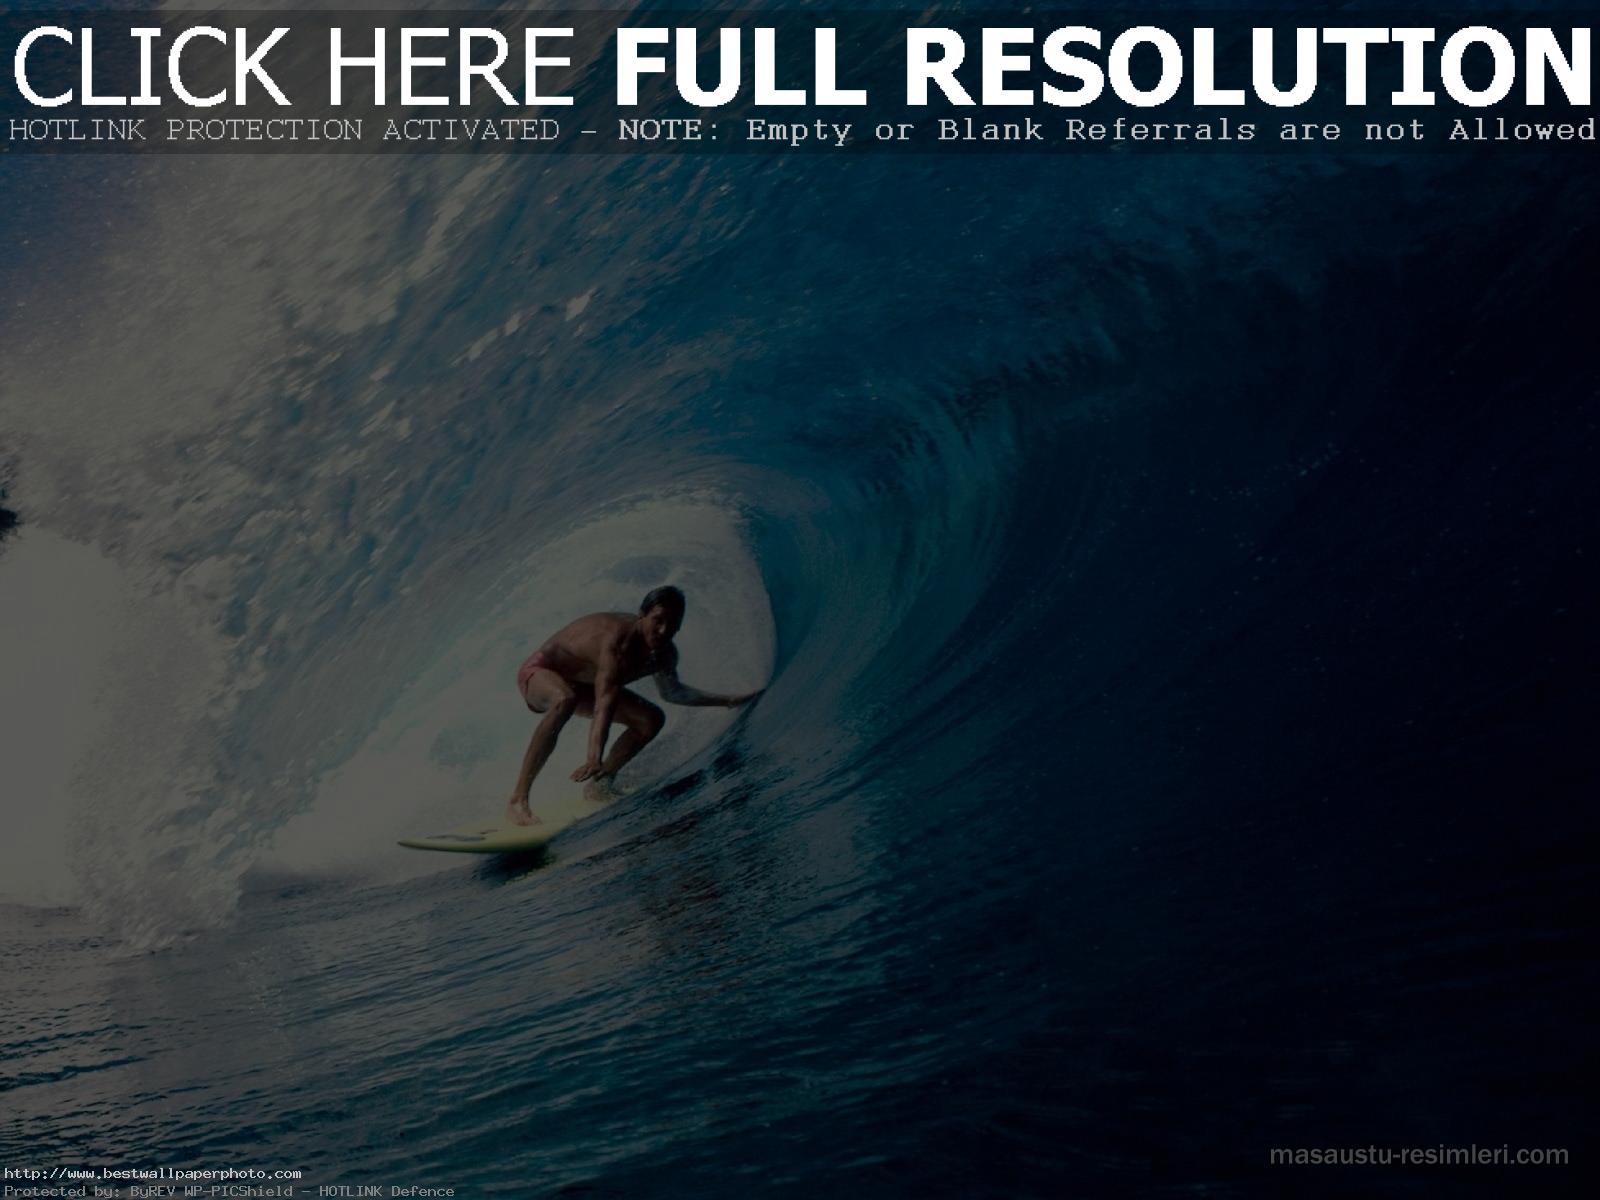 CLICK HERE FULL RESOLUTION
HOTLINK PROTECTION ACTIVATED - NOTE: Empty or Blank Referrals are not Allowed
masaustu-resimleri.com
http://www.bestwallpaperphoto.com
Protected by: ByREV WP-PICShield - HOTLINK Defence